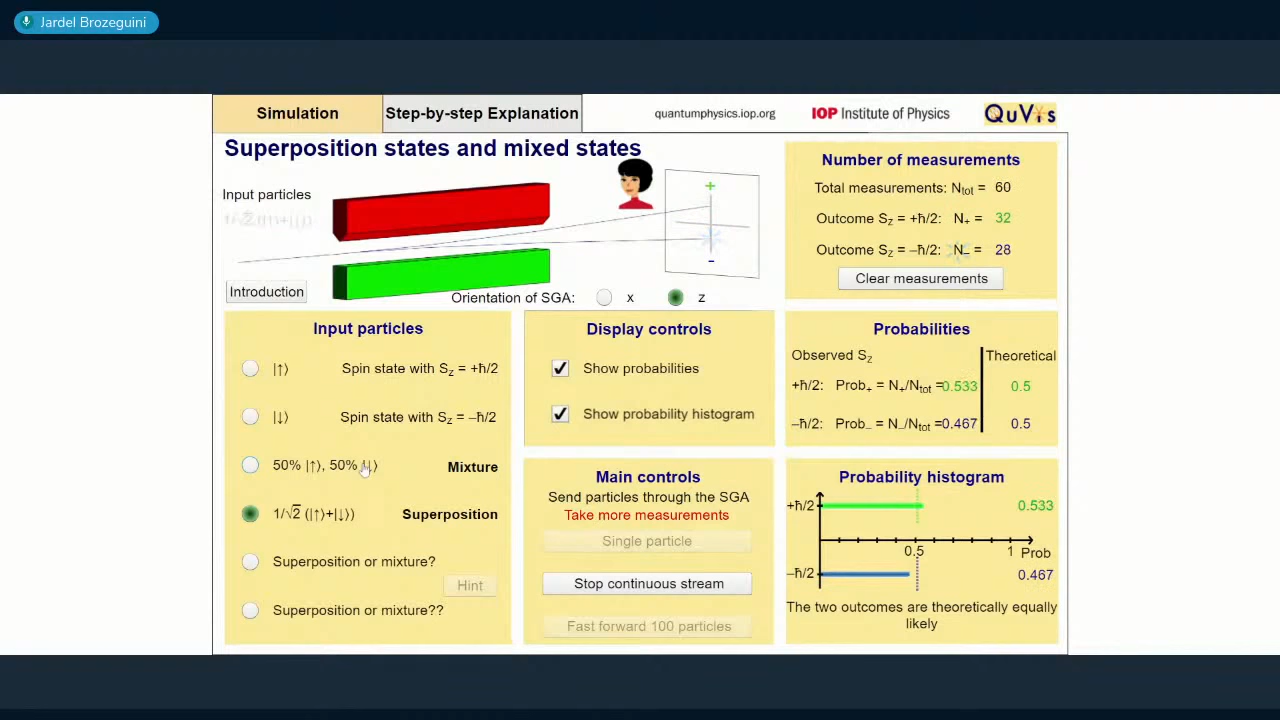 Jardel Brozeguini
Simulation
Step-by-step Explanation
quantumphysics.iop.org
IOP Institute of Physics
QuVis
Superposition states and mixed states
Input particles
1/√2 (|↑⟩+|↓⟩)
+
-
Introduction
Orientation of SGA: x z
Number of measurements
Total measurements: Ntot = 60
Outcome Sz = +ħ/2: N+ = 32
Outcome Sz = –ħ/2: N– = 28
Clear measurements
Input particles
|↑⟩ Spin state with Sz = +ħ/2
|↓⟩ Spin state with Sz = –ħ/2
50% |↑⟩, 50% |↓⟩ Mixture
1/√2 (|↑⟩+|↓⟩) Superposition
Superposition or mixture?
Hint
Superposition or mixture??
Display controls
Show probabilities
Show probability histogram
Main controls
Send particles through the SGA
Take more measurements
Single particle
Stop continuous stream
Fast forward 100 particles
Probabilities
Observed Sz Theoretical
+ħ/2: Prob+ = N+/Ntot =0.533 0.5
–ħ/2: Prob– = N–/Ntot =0.467 0.5
Probability histogram
+ħ/2 0.533
0.5 1 Prob
–ħ/2 0.467
The two outcomes are theoretically equally
likely